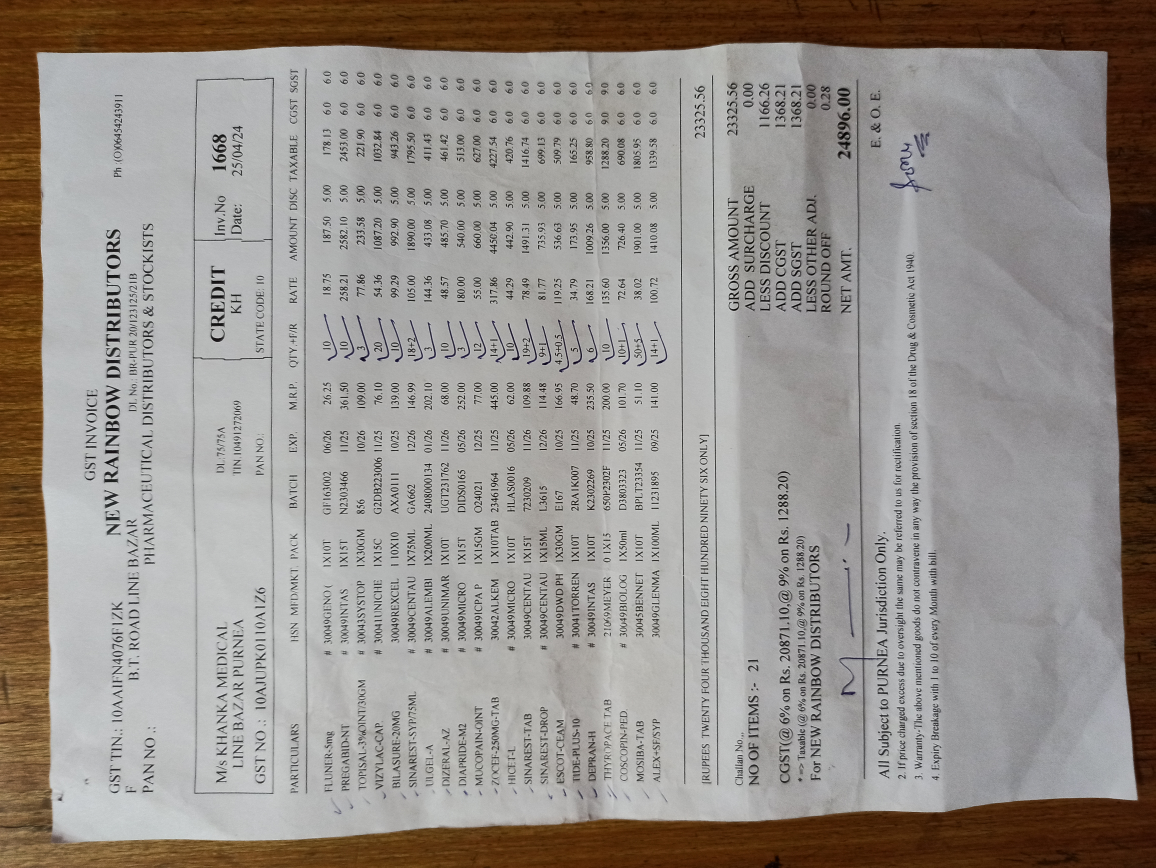 GST INVOICE
GST TIN.: 10AAIFN4076F1ZK NEW RAINBOW DISTRIBUTORS Ph :(O)06454243911
F B.T. ROAD LINE BAZAR DL No.: BR-PUR 20/123125/21B
PAN NO .: PHARMACEUTICAL DISTRIBUTORS & STOCKISTS
M/s KHANKA MEDICAL DL:75/75A CREDIT Inv.No 1668
LINE BAZAR PURNEA TIN:10491272069 KH Date: 25/04/24
GST NO .: 10AJUPK0110A1Z6 PAN NO.: STATE CODE: 10
PARTICULARS HSN MED/MKT. PACK BATCH EXP. M.R.P. QTY.+f/R RATE AMOUNT DISC TAXABLE CGST SGST
FLUNER-5mg # 30049GENO ( 1X10T GF163002 06/26 26.25 10 18.75 187.50 5.00 178.13 6.0 6.0
PREGABID-NT # 30049INTAS 1X15T N2303466 11/25 361.50 10 258.21 2582.10 5.00 2453.00 6.0 6.0
TOPISAL-3%OINT/30GM # 30043SYSTOP 1X30GM 856 10/26 109.00 3 77.86 233.58 5.00 221.90 6.0 6.0
VIZYLAC-CAP. # 30041UNICHE 1X15C G2DB223006 11/25 76.10 20 54.36 1087.20 5.00 1032.84 6.0 6.0
BILASURE-20MG 30049REXCEL 1 10X10 AXA0111 10/25 139.00 10 99.29 992.90 5.00 943.26 6.0 6.0
SINAREST-SYP/75ML # 30049CENTAU 1X75ML GA662 12/26 146.99 18+2 105.00 1890.00 5.00 1795.50 6.0 6.0
ULGEL-A # 30049ALEMBI 1X200ML 2408000134 01/26 202.10 3 144.36 433.08 5.00 411.43 6.0 6.0
DIZERAL-AZ # 30049UNIMAR 1X10T UGT231762 11/25 68.00 10 48.57 485.70 5.00 461.42 6.0 6.0
DIAPRIDE-M2 # 30049MICRO 1X15T DIDS0165 05/26 252.00 3 180.00 540.00 5.00 513.00 6.0 6.0
MUCOPAIN-OINT # 30049ICPA P 1X15GM O24021 12/25 77.00 12 55.00 660.00 5.00 627.00 6.0 6.0
ZOCEF-250MG-TAB 30042ALKEM 1 X10TAB 23461964 11/25 445.00 14+1 317.86 4450.04 5.00 4227.54 6.0 6.0
HICET-L # 30049MICRO 1X10T HLAS0016 05/26 62.00 10 44.29 442.90 5.00 420.76 6.0 6.0
SINAREST-TAB # 30049CENTAU 1X15T 7230209 11/26 109.88 19+2 78.49 1491.31 5.00 1416.74 6.0 6.0
SINAREST-DROP # 30049CENTAU 1X15ML L3615 12/26 114.48 9+1 81.77 735.93 5.00 699.13 6.0 6.0
ESCOT-CEAM # 30049DWD PH 1X30GM E167 10/25 166.95 4.5+0.5 119.25 536.63 5.00 509.79 6.0 6.0
TIDE-PLUS-10 # 30041TORREN 1X10T 2RA1K007 11/25 48.70 5 34.79 173.95 5.00 165.25 6.0 6.0
DEPRAN-H # 30049INTAS 1X10T K2302269 10/25 235.50 6 168.21 1009.26 5.00 958.80 6.0 6.0
THYROPACE TAB 21069MEYER 0 1X15 650P2302F 11/25 200.00 10 135.60 1356.00 5.00 1288.20 9.0 9.0
COSCOPIN-PED. # 30049BIOLOG 1X50ml D3803323 05/26 101.70 10+1 72.64 726.40 5.00 690.08 6.0 6.0
MOSIBA-TAB 30045BENNET 1X10T BPLT23354 11/25 51.10 50+5 38.02 1901.00 5.00 1805.95 6.0 6.0
ALEX+SF/SYP 30049GLENMA 1X100ML 11231895 09/25 141.00 14+1 100.72 1410.08 5.00 1339.58 6.0 6.0
[RUPEES TWENTY FOUR THOUSAND EIGHT HUNDRED NINETY SIX ONLY] 23325.56
Challan No.,
NO OF ITEMS :- 21
GROSS AMOUNT 23325.56
ADD SURCHARGE 0.00
LESS DISCOUNT 1166.26
ADD CGST 1368.21
ADD SGST 1368.21
LESS OTHER ADJ. 0.00
ROUND OFF 0.28
NET AMT. 24896.00
CGST(@ 6% on Rs. 20871.10,@ 9% on Rs. 1288.20)
* => Taxable (@ 6% on Rs. 20871.10,@ 9% on Rs. 1288.20)
For NEW RAINBOW DISTRIBUTORS
E. & O. E.
All Subject to PURNEA Jurisdiction Only.
2. If price charged excess due to oversight the same may be referred to us for rectification.
3. Warranty-The above mentioned goods do not contravene in any way the provision of section 18 of the Drug & Cosmetic Act 1940.
4. Expiry Breakage with 1 to 10 of every Month with bill.